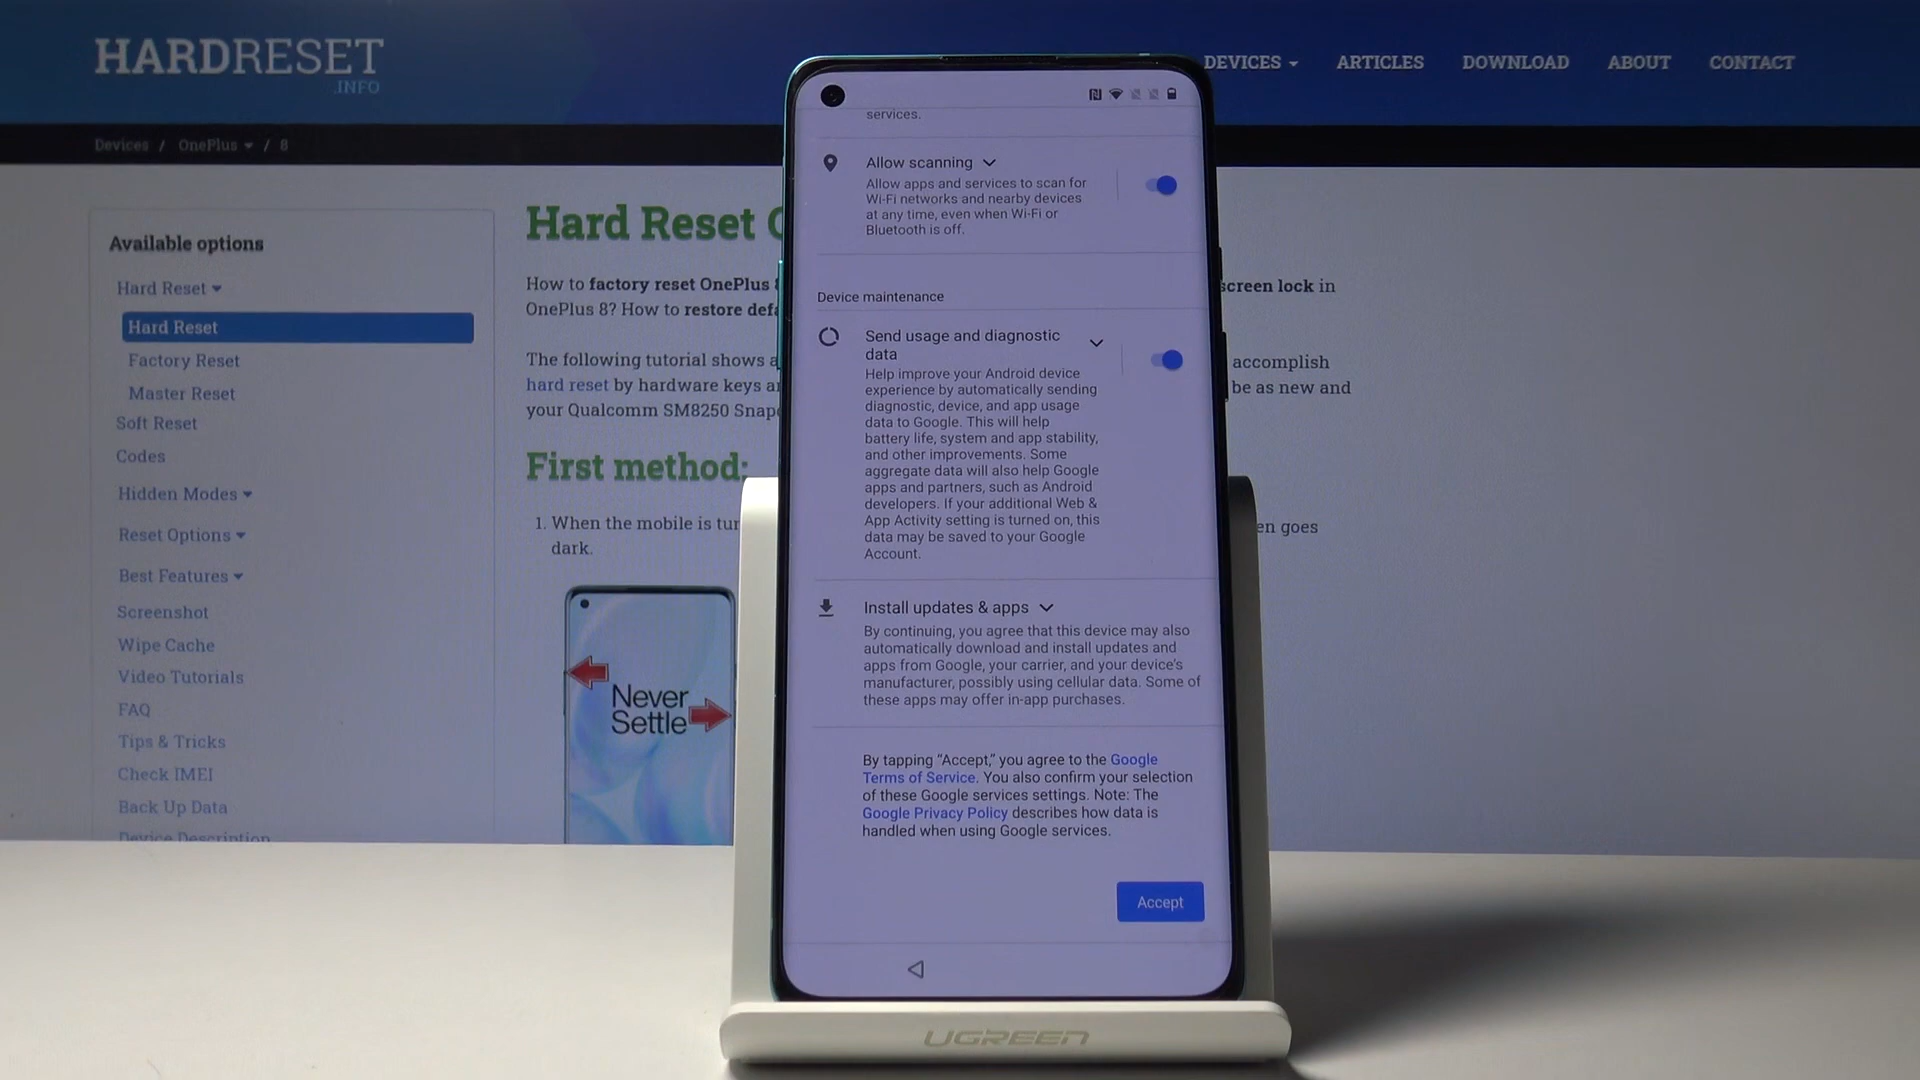 HARDRESET
.INFO
DEVICES
ARTICLES
DOWNLOAD
ABOUT
CONTACT
Devices / OnePlus / 8
Available options
Hard Reset
Hard Reset
Factory Reset
Master Reset
Soft Reset
Codes
Hidden Modes
Reset Options
Best Features
Screenshot
Wipe Cache
Video Tutorials
FAQ
Tips & Tricks
Check IMEI
Back Up Data
Device Description
Hard Reset
How to factory reset OnePlus
screen lock in
OnePlus 8? How to restore
The following tutorial shows
accomplish
hard reset by hardware keys
be as new and
your Qualcomm SM8250
First method:
1. When the mobile is
goes
dark.
Never
Settle
services.
Allow scanning
Allow apps and services to scan for
Wi-Fi networks and nearby devices
at any time, even when Wi-Fi or
Bluetooth is off.
Device maintenance
Send usage and diagnostic
data
Help improve your Android device
experience by automatically sending
diagnostic, device, and app usage
data to Google. This will help
battery life, system and app stability,
and other improvements. Some
aggregate data will also help Google
apps and partners, such as Android
developers. If your additional Web &
App Activity setting is turned on, this
data may be saved to your Google
Account.
Install updates & apps
By continuing, you agree that this device may also
automatically download and install updates and
apps from Google, your carrier, and your device's
manufacturer, possibly using cellular data. Some of
these apps may offer in-app purchases.
By tapping “Accept,” you agree to the Google
Terms of Service. You also confirm your selection
of these Google services settings. Note: The
Google Privacy Policy describes how data is
handled when using Google services.
Accept
UGREEN